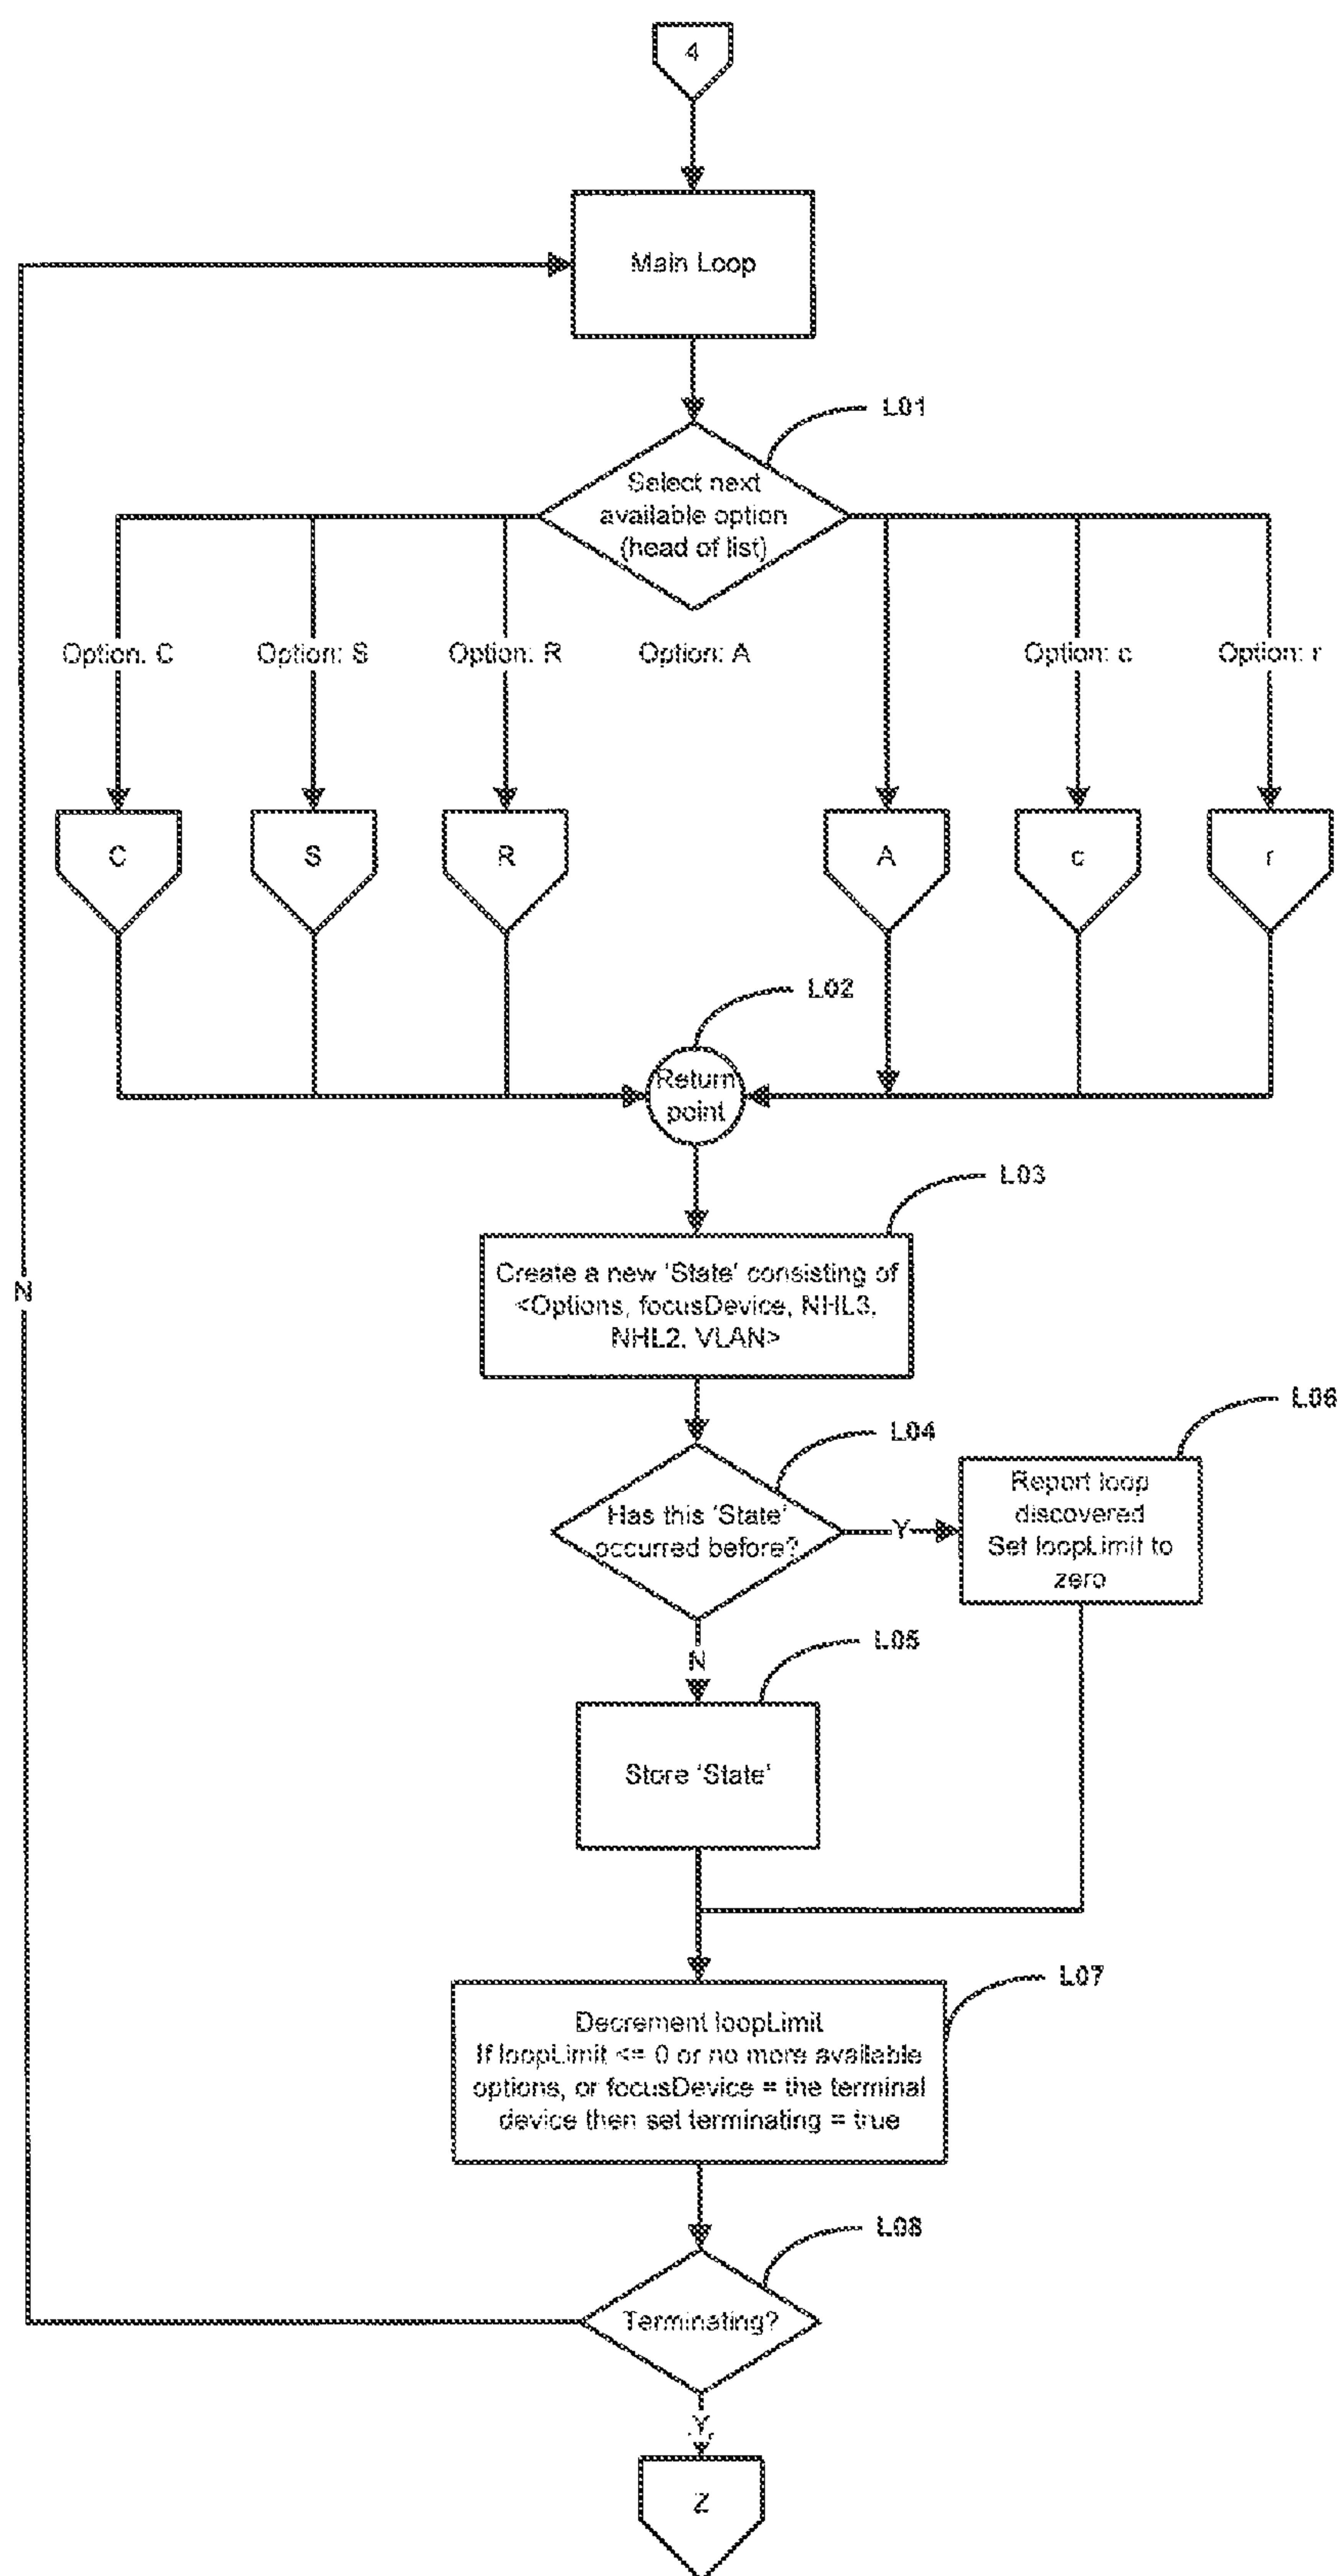 4
Main Loop
L01
Select next
available option
(head of list)
Option. C
Option: S
Option: R
Option: A
Option: c
Option: r
C
S
R
A
c
r
L02
Return
point
L03
Create a new 'State' consisting of
<Options, focusDevice, NHL3,
NHL2, VLAN>
N
L04
L06
Has this 'State'
occurred before?
Y
Report loop
discovered
Set loopLimit to
zero
N
L05
Store 'State'
L07
Decrement loopLimit
If loopLimit <= 0 or no more available
options, or focusDevice = the terminal
device then set terminating = true
L08
Terminating?
Y
Z